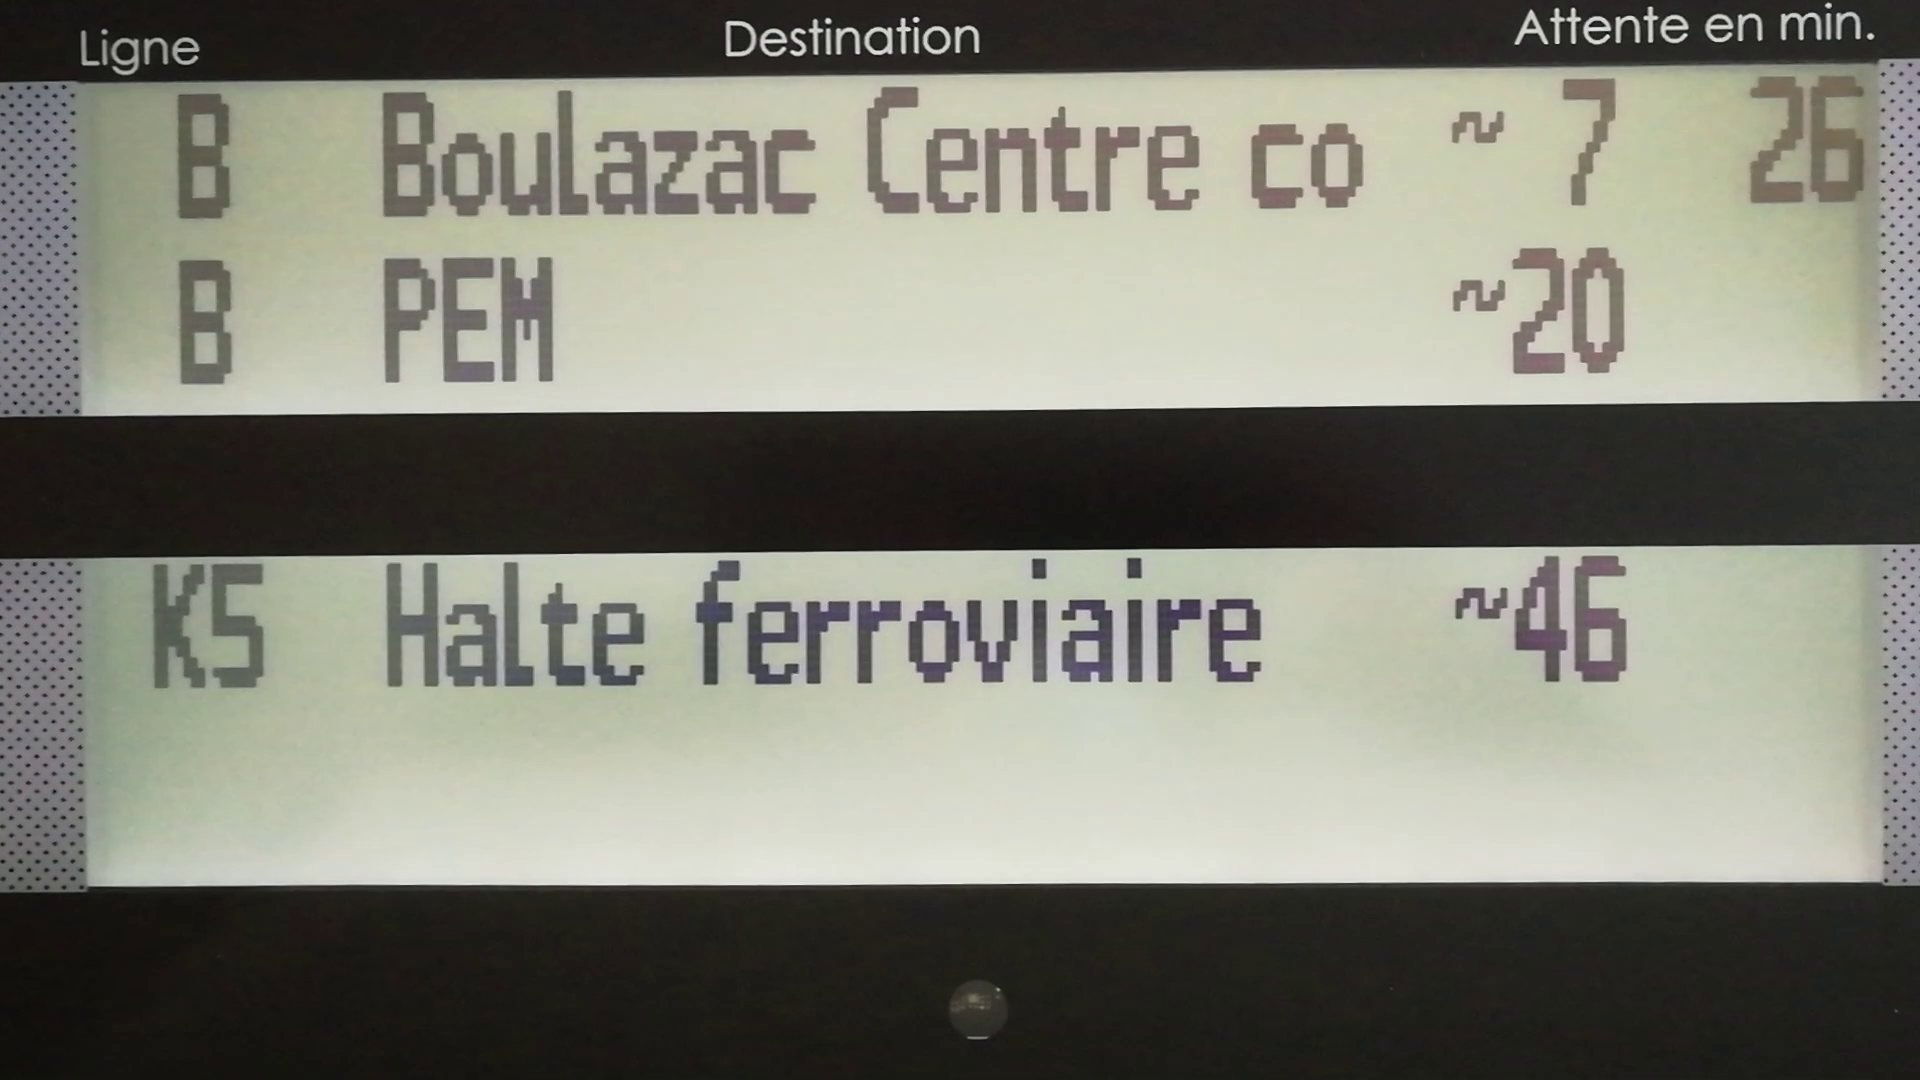 Ligne Destination Attente en min.
B Boulazac Centre co ~ 7 26
B PEM ~20
K5 Halte ferroviaire ~46